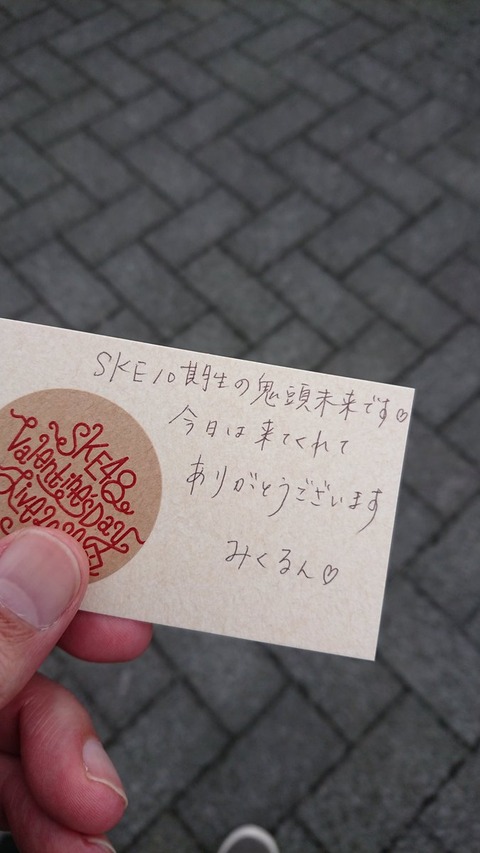 SKE10期生の鬼頭未来です♡
今日は来てくれて
ありがとうございます
みくるん♡
SKE48
Valentine's Day
Live